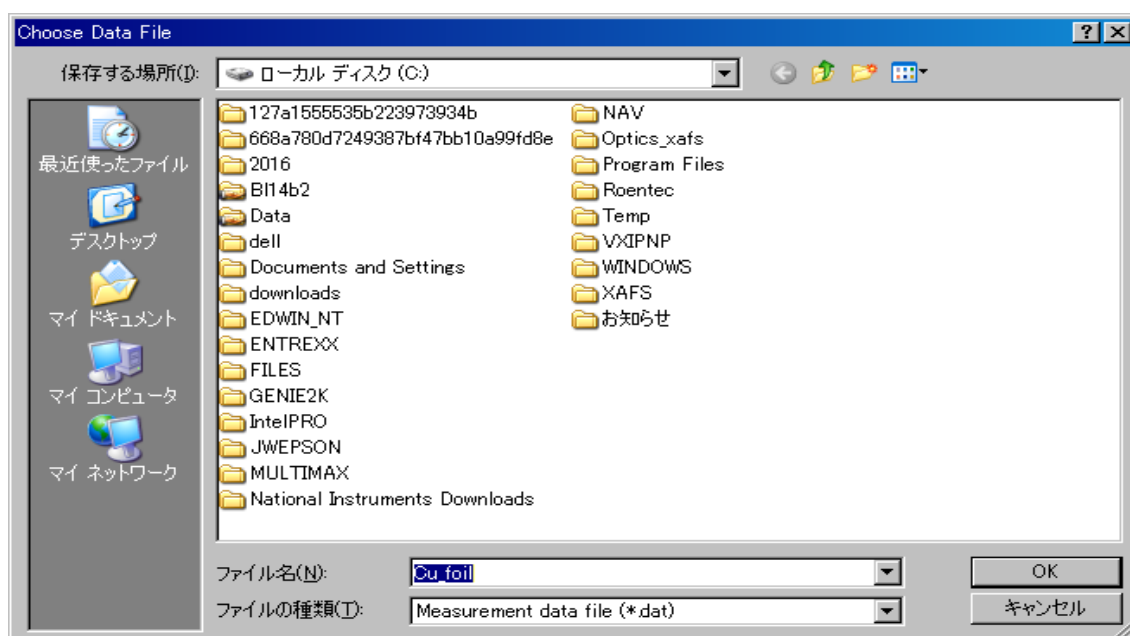 Choose Data File
保存する場所(I):
ローカル ディスク (C:)
最近使ったファイル
デスクトップ
マイ ドキュメント
マイ コンピュータ
マイ ネットワーク
127a1555535b223973934b
668a780d7249387bf47bb10a99fd8e
2016
Bl14b2
Data
dell
Documents and Settings
downloads
EDWIN_NT
ENTREXX
FILES
GENIE2K
IntelPRO
JWEPSON
MULTIMAX
National Instruments Downloads
NAV
Optics_xafs
Program Files
Roentec
Temp
VXIPNP
WINDOWS
XAFS
お知らせ
ファイル名(N):
Cu_foil
OK
ファイルの種類(T):
Measurement data file (*.dat)
キャンセル